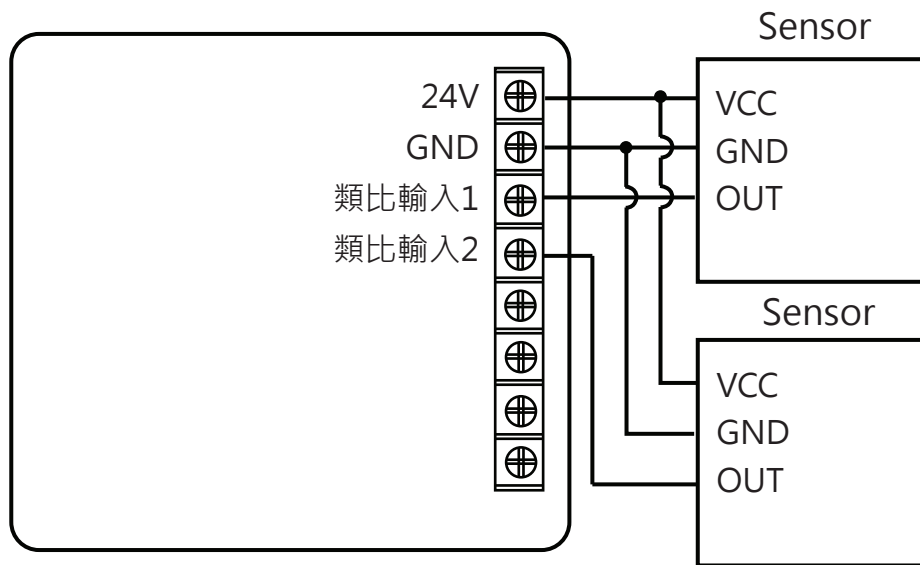 24V
GND
類比輸入1
類比輸入2
Sensor
VCC
GND
OUT
Sensor
VCC
GND
OUT